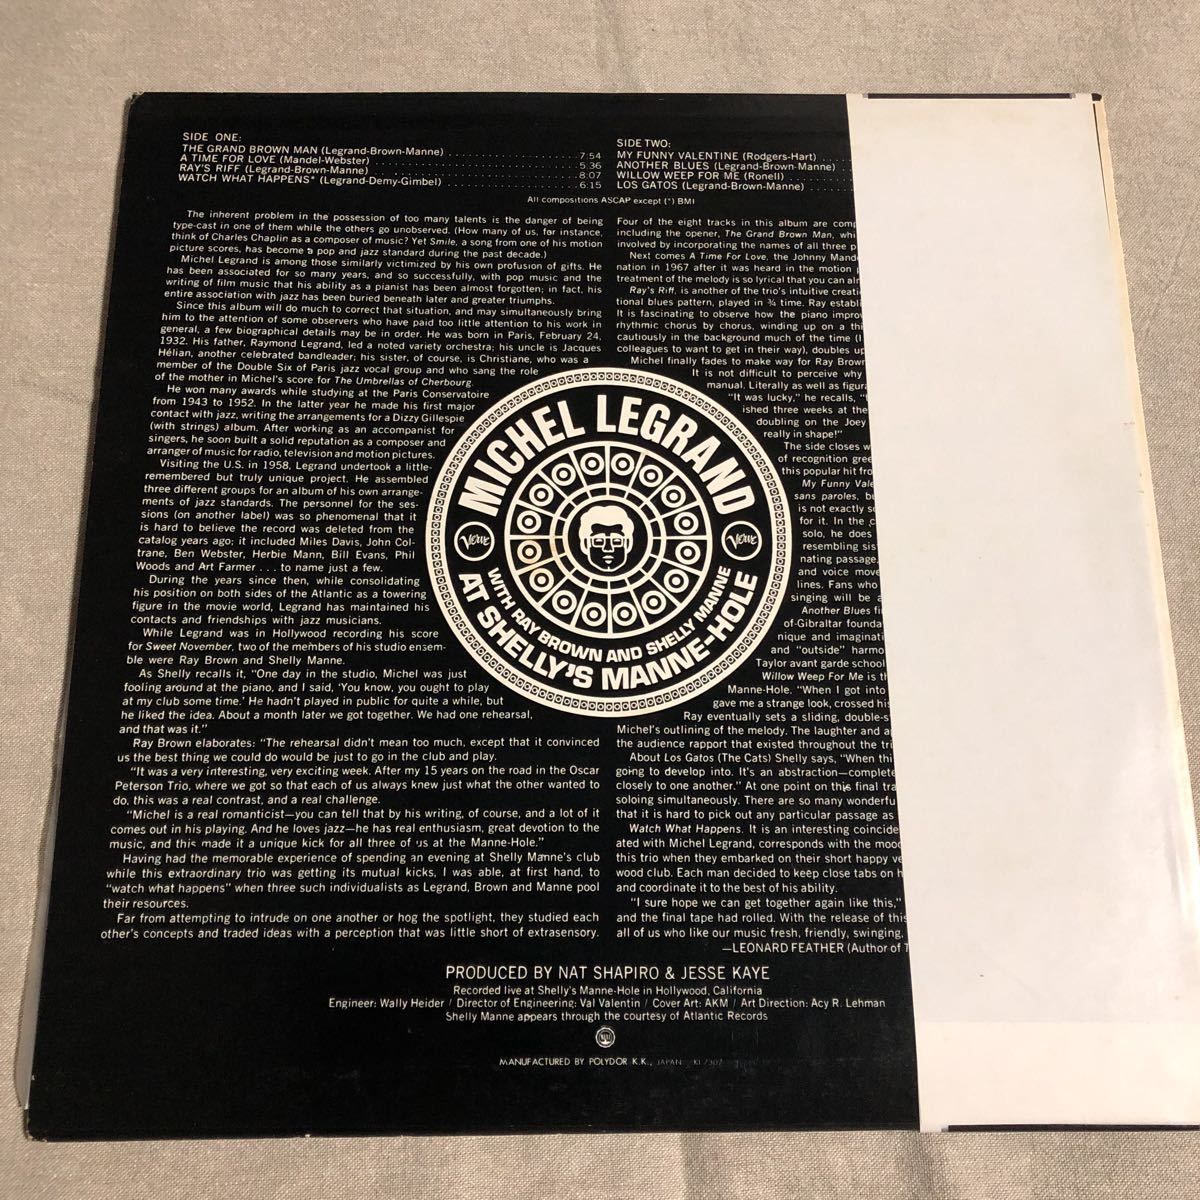 SIDE ONE:
THE GRAND BROWN MAN (Legrand-Brown-Manne) . . . . . . . . . . . . . . . . . 7:54
A TIME FOR LOVE (Mandel-Webster) . . . . . . . . . . . . . . . . . . . . 5:36
RAY'S RIFF (Legrand-Brown-Manne) . . . . . . . . . . . . . . . . . . . . 8:07
WATCH WHAT HAPPENS* (Legrand-Demy-Gimbel) . . . . . . . . . . . . . . . . 6:15
SIDE TWO:
MY FUNNY VALENTINE (Rodgers-Hart) . . . .
ANOTHER BLUES (Legrand-Brown-Manne) . .
WILLOW WEEP FOR ME (Ronell) . . . . . .
LOS GATOS (Legrand-Brown-Manne) . . . . .
All compositions ASCAP except (*) BMI
The inherent problem in the possession of too many talents is the danger of being
type-cast in one of them while the others go unobserved. (How many of us, for instance,
think of Charles Chaplin as a composer of music? Yet Smile, a song from one of his motion
picture scores, has become a pop and jazz standard during the past decade.)
Michel Legrand is among those similarly victimized by his own profusion of gifts. He
has been associated for so many years, and so successfully, with pop music and the
writing of film music that his ability as a pianist has been almost forgotten; in fact, his
entire association with jazz has been buried beneath later and greater triumphs.
Since this album will do much to correct that situation, and may simultaneously bring
him to the attention of some observers who have paid too little attention to his work in
general, a few biographical details may be in order. He was born in Paris, February 24,
1932. His father, Raymond Legrand, led a noted variety orchestra; his uncle is Jacques
Hélian, another celebrated bandleader; his sister, of course, is Christiane, who was a
member of the Double Six of Paris jazz vocal group and who sang the role
of the mother in Michel's score for The Umbrellas of Cherbourg.
He won many awards while studying at the Paris Conservatoire
from 1943 to 1952. In the latter year he made his first major
contact with jazz, writing the arrangements for a Dizzy Gillespie
(with strings) album. After working as an accompanist for
singers, he soon built a solid reputation as a composer and
arranger of music for radio, television and motion pictures.
Visiting the U.S. in 1958, Legrand undertook a little-
remembered but truly unique project. He assembled
three different groups for an album of his own arrange-
ments of jazz standards. The personnel for the ses-
sions (on another label) was so phenomenal that it
is hard to believe the record was deleted from the
catalog years ago; it included Miles Davis, John Col-
trane, Ben Webster, Herbie Mann, Bill Evans, Phil
Woods and Art Farmer . . . to name just a few.
During the years since then, while consolidating
his position on both sides of the Atlantic as a towering
figure in the movie world, Legrand has maintained his
contacts and friendships with jazz musicians.
While Legrand was in Hollywood recording his score
for Sweet November, two of the members of his studio ensem-
ble were Ray Brown and Shelly Manne.
As Shelly recalls it, "One day in the studio, Michel was just
fooling around at the piano, and I said, 'You know, you ought to play
at my club some time.' He hadn't played in public for quite a while, but
he liked the idea. About a month later we got together. We had one rehearsal,
and that was it."
Ray Brown elaborates: "The rehearsal didn't mean too much, except that it convinced
us the best thing we could do would be just to go in the club and play.
"It was a very interesting, very exciting week. After my 15 years on the road in the Oscar
Peterson Trio, where we got so that each of us always knew just what the other wanted to
do, this was a real contrast, and a real challenge.
"Michel is a real romanticist—you can tell that by his writing, of course, and a lot of it
comes out in his playing. And he loves jazz—he has real enthusiasm, great devotion to the
music, and this made it a unique kick for all three of us at the Manne-Hole."
Having had the memorable experience of spending an evening at Shelly Manne's club
while this extraordinary trio was getting its mutual kicks, I was able, at first hand, to
"watch what happens" when three such individualists as Legrand, Brown and Manne pool
their resources.
Far from attempting to intrude on one another or hog the spotlight, they studied each
other's concepts and traded ideas with a perception that was little short of extrasensory.
Four of the eight tracks in this album are comp
including the opener, The Grand Brown Man, whi
involved by incorporating the names of all three p
Next comes A Time For Love, the Johnny Mande
nation in 1967 after it was heard in the motion p
treatment of the melody is so lyrical that you can al
Ray's Riff, is another of the trio's intuitive creati
tional blues pattern, played in ¾ time. Ray establi
It is fascinating to observe how the piano improv
rhythmic chorus by chorus, winding up on a thi
cautiously in the background much of the time (I
colleagues to want to get in their way), doubles up
Michel finally fades to make way for Ray Brown
It is not difficult to perceive why
manual. Literally as well as figura
"It was lucky," he recalls, "
ished three weeks at the
doubling on the Joey
really in shape!"
The side closes w
of recognition gree
this popular hit fro
My Funny Vale
sans paroles, bu
is not exactly so
for it. In the c
solo, he does
resembling sis
nating passage,
and voice move
lines. Fans who
singing will be a
Another Blues fi
of-Gibraltar founda
nique and imaginati
and "outside" harmo
Taylor avant garde school
Willow Weep For Me is th
Manne-Hole. "When I got into
gave me a strange look, crossed his
Ray eventually sets a sliding, double-s
Michel's outlining of the melody. The laughter and ap
the audience rapport that existed throughout the tri
About Los Gatos (The Cats) Shelly says, "When thi
going to develop into. It's an abstraction—complete
closely to one another." At one point on this final tra
soloing simultaneously. There are so many wonderfu
that it is hard to pick out any particular passage as
Watch What Happens. It is an interesting coincide
ated with Michel Legrand, corresponds with the mood
this trio when they embarked on their short happy ve
wood club. Each man decided to keep close tabs on h
and coordinate it to the best of his ability.
"I sure hope we can get together again like this,"
and the final tape had rolled. With the release of this
all of us who like our music fresh, friendly, swinging,
—LEONARD FEATHER (Author of T
MICHEL LEGRAND
Verve
Verve
WITH RAY BROWN AND SHELLY MANNE
AT SHELLY'S MANNE-HOLE
PRODUCED BY NAT SHAPIRO & JESSE KAYE
Recorded live at Shelly's Manne-Hole in Hollywood, California
Engineer: Wally Heider / Director of Engineering: Val Valentin / Cover Art: AKM / Art Direction: Acy R. Lehman
Shelly Manne appears through the courtesy of Atlantic Records
MANUFACTURED BY POLYDOR K.K., JAPAN